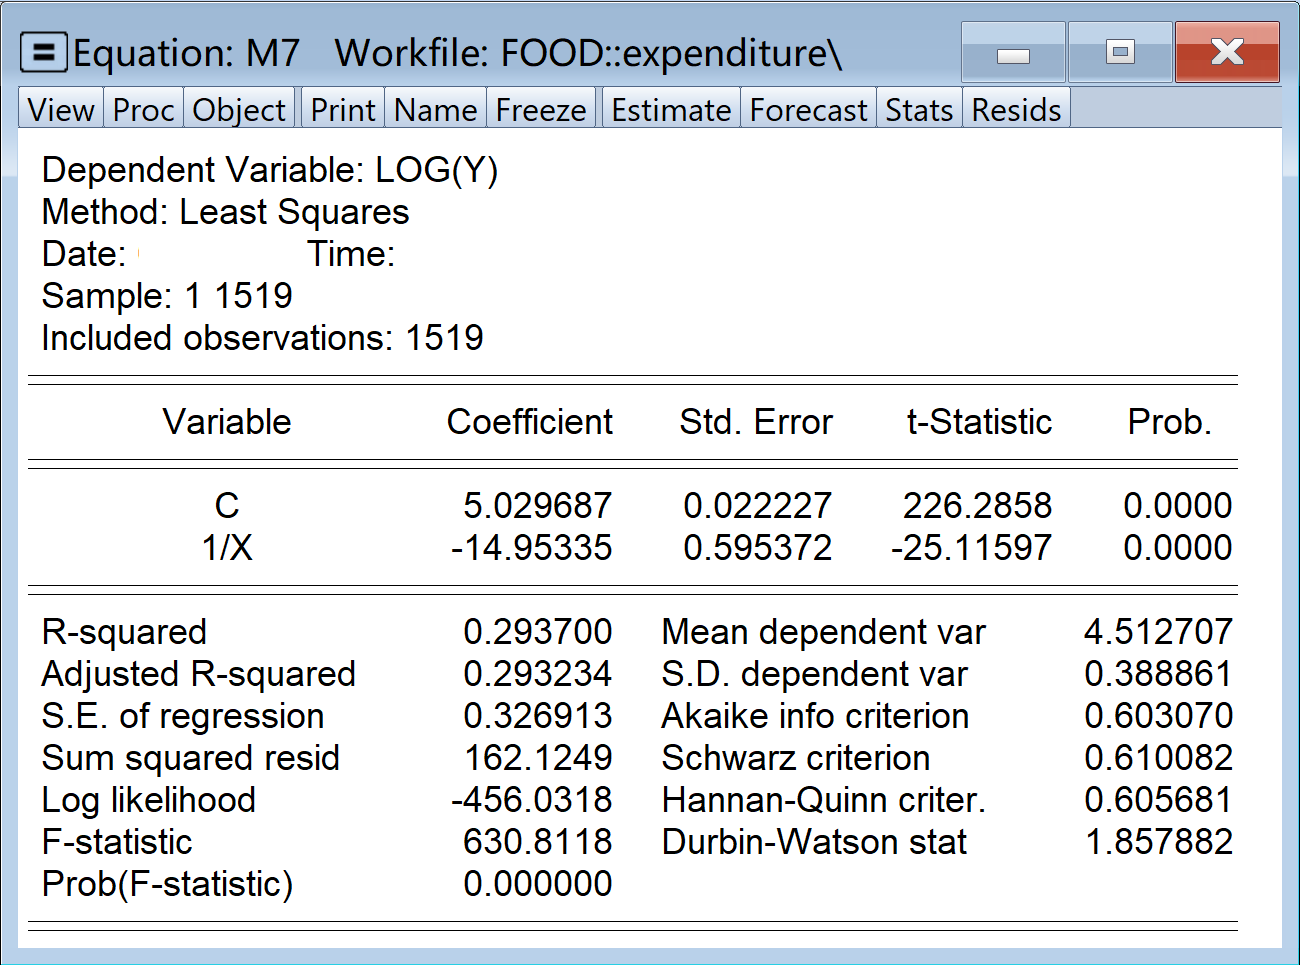 Equation: M7 Workfile: FOOD::expenditure\
View Proc Object Print Name Freeze Estimate Forecast Stats Resids
Dependent Variable: LOG(Y)
Method: Least Squares
Date: Time:
Sample: 1 1519
Included observations: 1519
Variable Coefficient Std. Error t-Statistic Prob.
C 5.029687 0.022227 226.2858 0.0000
1/X -14.95335 0.595372 -25.11597 0.0000
R-squared 0.293700 Mean dependent var 4.512707
Adjusted R-squared 0.293234 S.D. dependent var 0.388861
S.E. of regression 0.326913 Akaike info criterion 0.603070
Sum squared resid 162.1249 Schwarz criterion 0.610082
Log likelihood -456.0318 Hannan-Quinn criter. 0.605681
F-statistic 630.8118 Durbin-Watson stat 1.857882
Prob(F-statistic) 0.000000